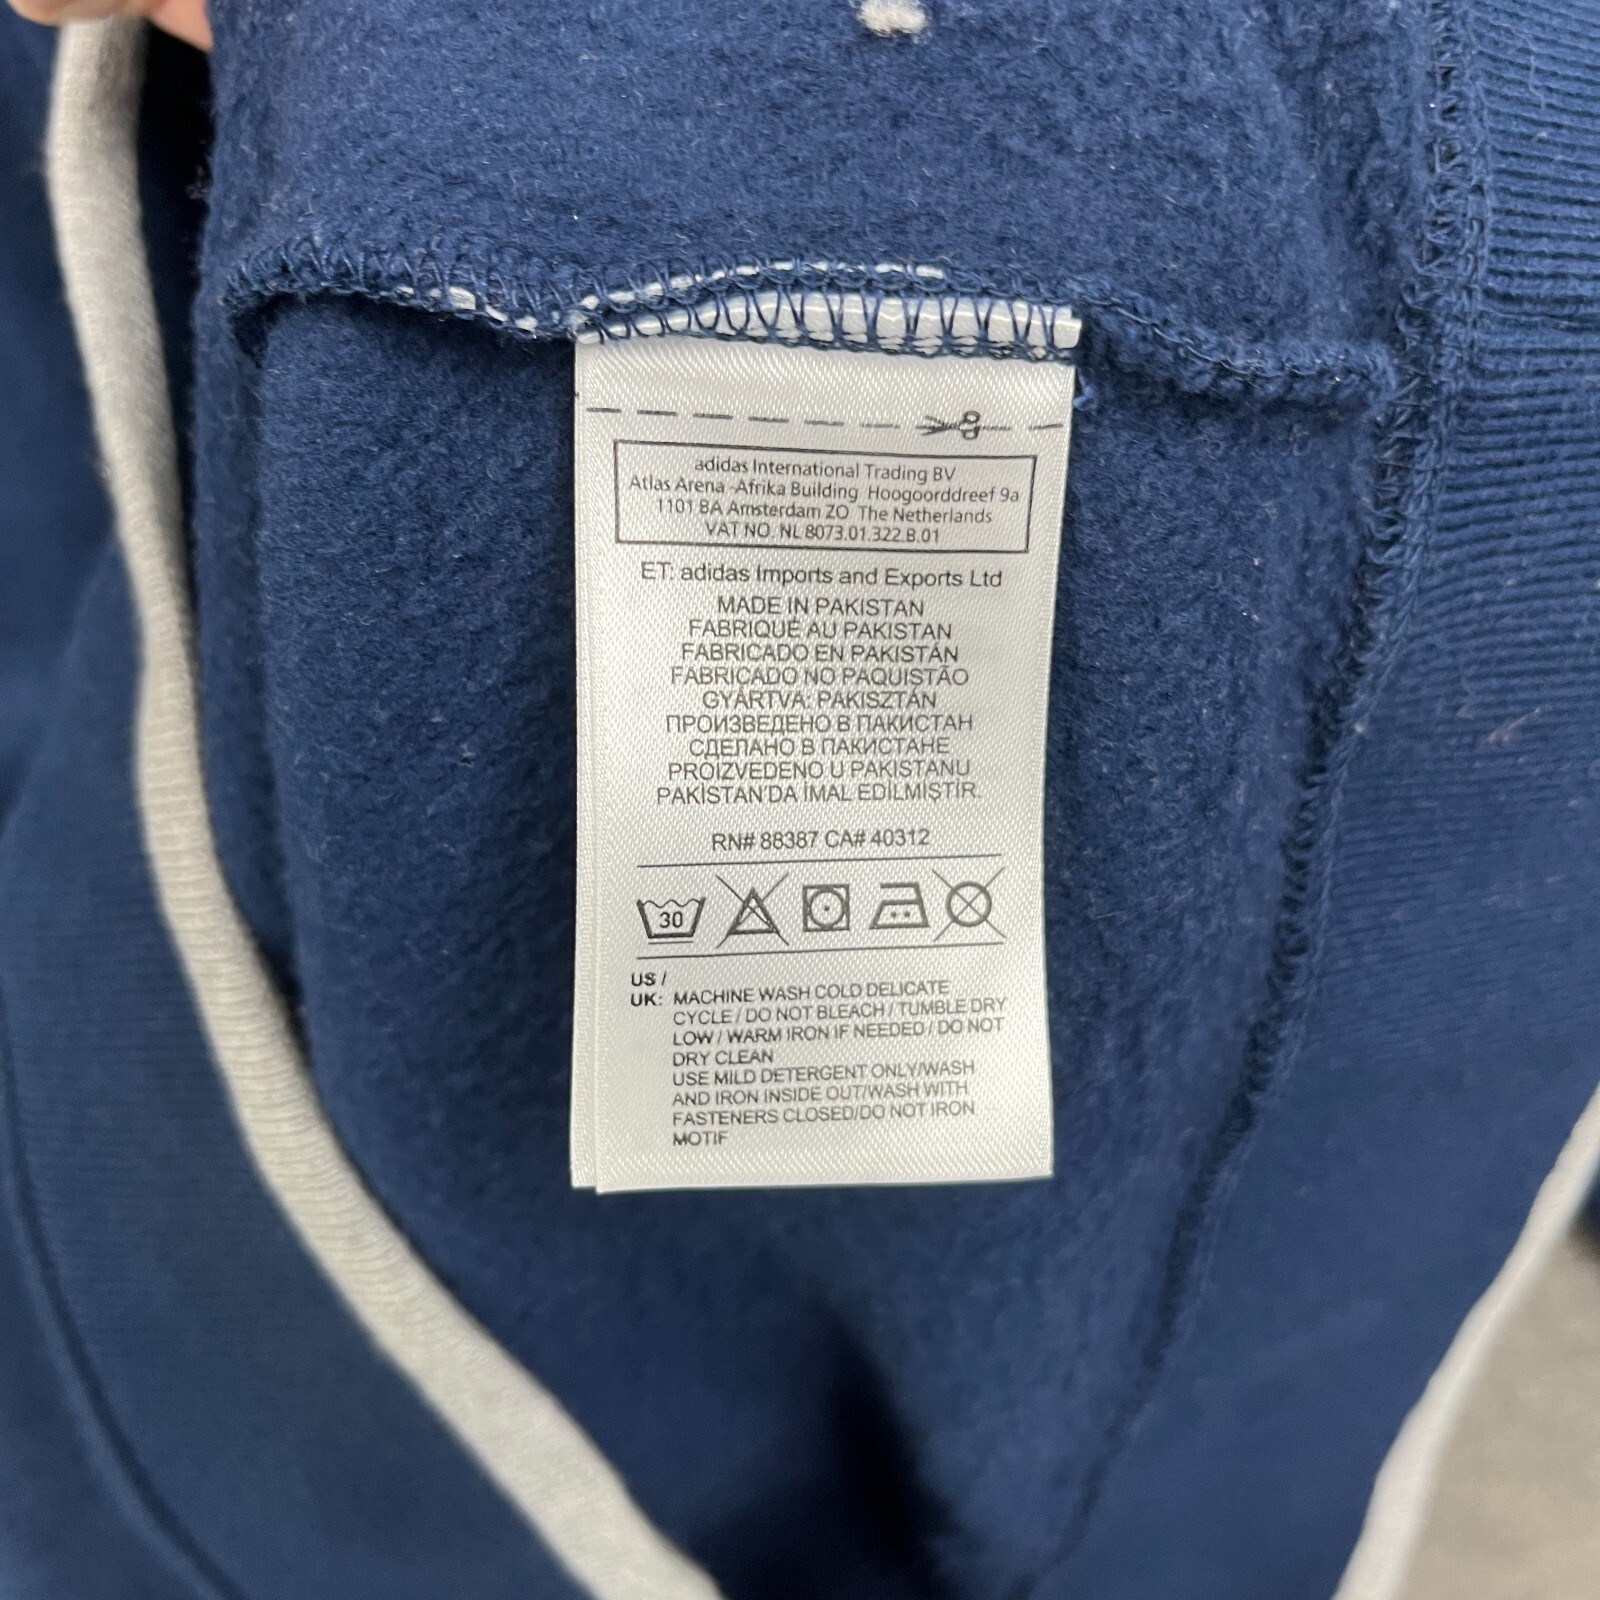 adidas International Trading BV
Atlas Arena -Afrika Building Hoogoorddreef 9a
1101 BA Amsterdam ZO The Netherlands
VAT NO. NL 8073.01.322.B.01
ET: adidas Imports and Exports Ltd
MADE IN PAKISTAN
FABRIQUÉ AU PAKISTAN
FABRICADO EN PAKISTÁN
FABRICADO NO PAQUISTÃO
GYÁRTVA: PAKISZTÁN
ПРОИЗВЕДЕНО В ПАКИСТАН
СДЕЛАНО В ПАКИСТАНЕ
PROIZVEDENO U PAKISTANU
PAKİSTAN'DA İMAL EDİLMİŞTİR.
RN# 88387 CA# 40312
30
US /
UK: MACHINE WASH COLD DELICATE
CYCLE / DO NOT BLEACH / TUMBLE DRY
LOW / WARM IRON IF NEEDED / DO NOT
DRY CLEAN
USE MILD DETERGENT ONLY/WASH
AND IRON INSIDE OUT/WASH WITH
FASTENERS CLOSED/DO NOT IRON
MOTIF